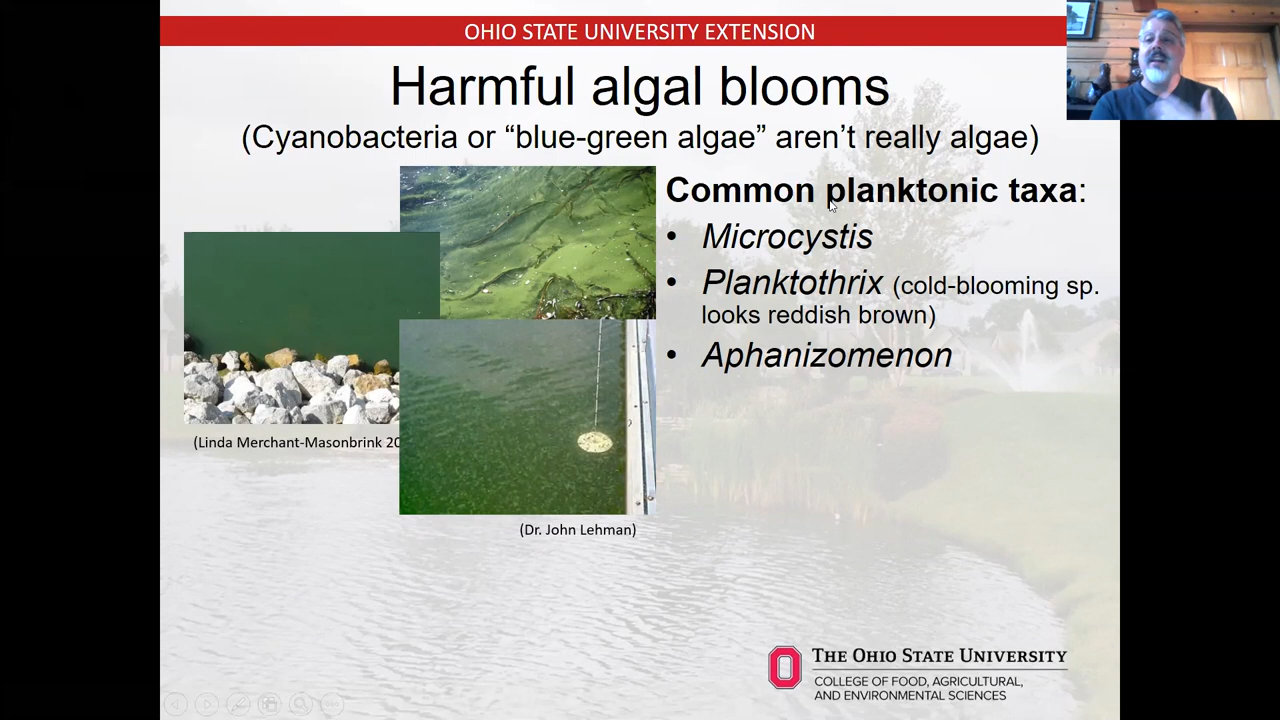 OHIO STATE UNIVERSITY EXTENSION
Harmful algal blooms
(Cyanobacteria or “blue-green algae” aren’t really algae)
Common planktonic taxa:
• Microcystis
• Planktothrix (cold-blooming sp.
looks reddish brown)
• Aphanizomenon
(Linda Merchant-Masonbrink 20
(Dr. John Lehman)
THE OHIO STATE UNIVERSITY
COLLEGE OF FOOD, AGRICULTURAL,
AND ENVIRONMENTAL SCIENCES